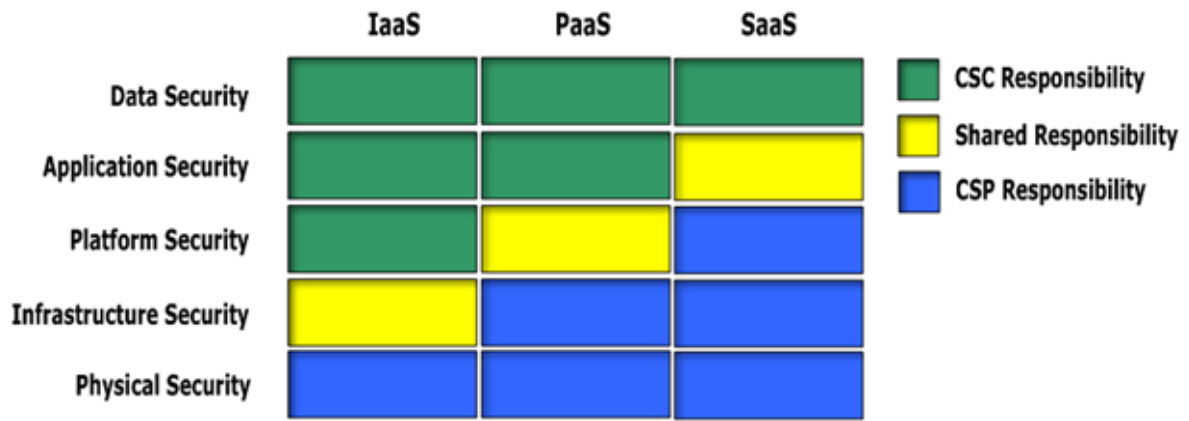 IaaS PaaS SaaS
Data Security
Application Security
Platform Security
Infrastructure Security
Physical Security
CSC Responsibility
Shared Responsibility
CSP Responsibility